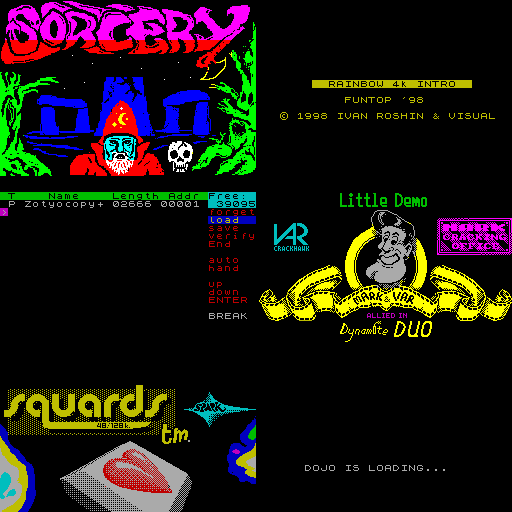 SORCERY
RAINBOW 4K INTRO
FUNTOP '98
© 1998 IVAN ROSHIN & VISUAL
T Name Length Addr Free:
P Zotyocopy+ 02666 00001 39095
forget
load
save
verify
End
auto
hand
up
down
ENTER
BREAK
Little Demo
VAR
CRACKHAWK
MARK & VAR
ALLIED IN
Dynamite DUO
squards
48/128k.
tm.
DOJO IS LOADING...